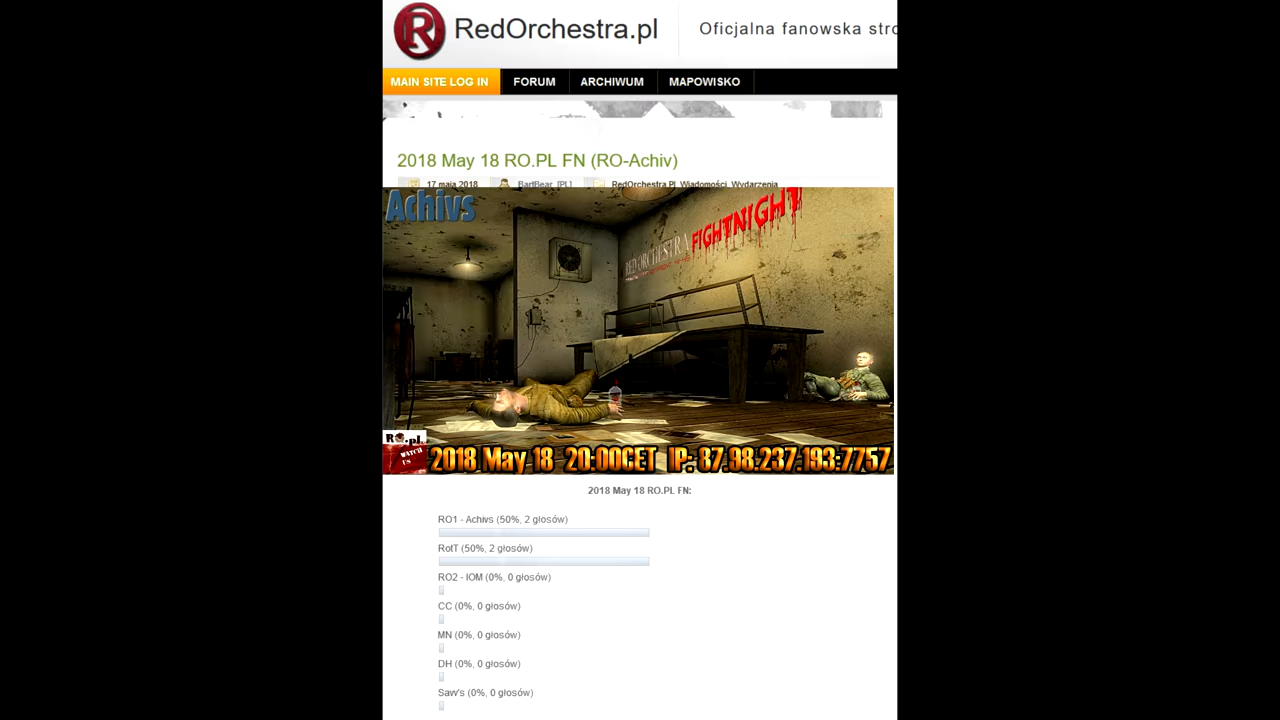 R RedOrchestra.pl Oficjalna fanowska stro
MAIN SITE LOG IN FORUM ARCHIWUM MAPOWISKO
2018 May 18 RO.PL FN (RO-Achiv)
17 maja 2018 BartBear [PL] RedOrchestra.Pl, Wiadomości, Wydarzenia
Achivs
RED ORCHESTRA FIGHTNIGHT
RO.pl
WATCH
US
2018 May 18 20:00CET IP: 87.98.237.193:7757
2018 May 18 RO.PL FN:
RO1 - Achivs (50%, 2 głosów)
RotT (50%, 2 głosów)
RO2 - IOM (0%, 0 głosów)
CC (0%, 0 głosów)
MN (0%, 0 głosów)
DH (0%, 0 głosów)
Savv's (0%, 0 głosów)